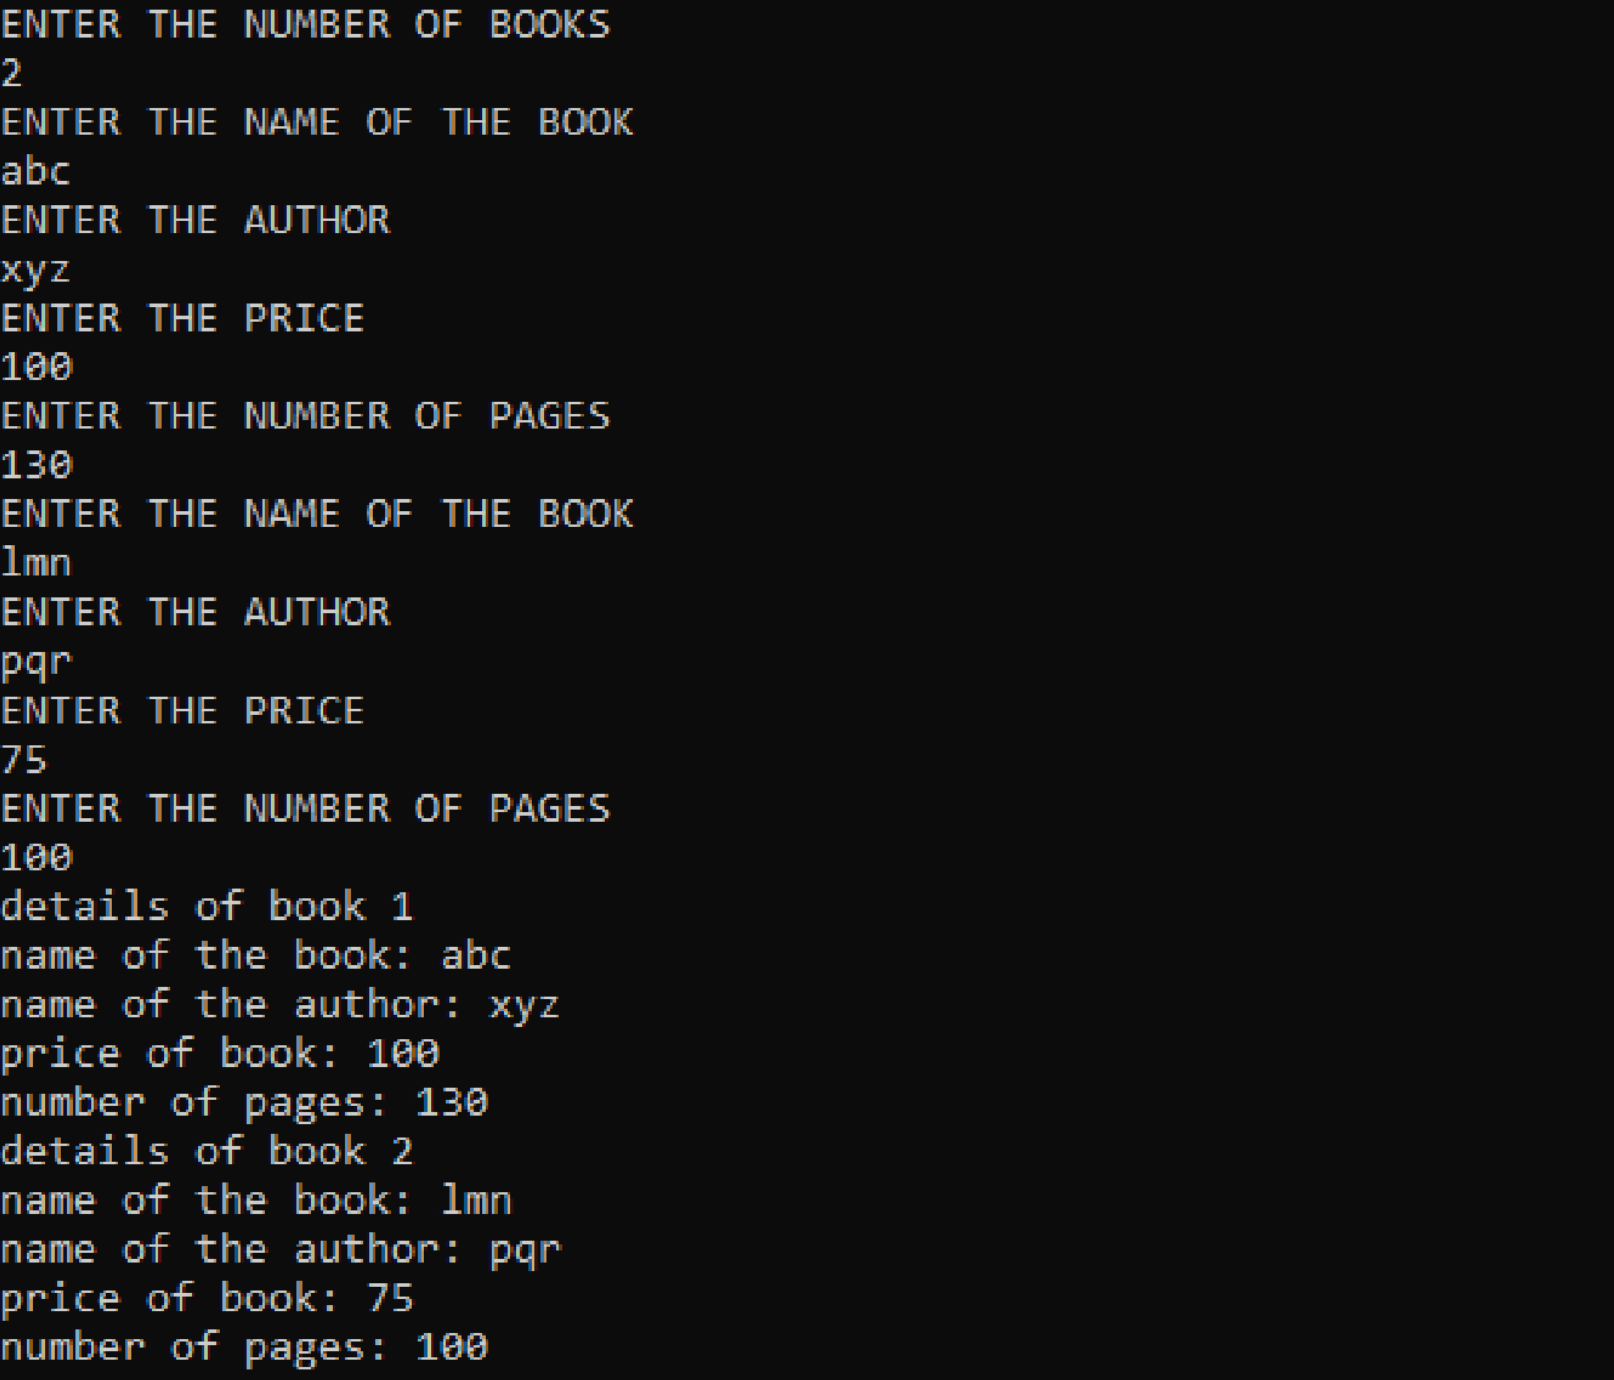 ENTER THE NUMBER OF BOOKS
2
ENTER THE NAME OF THE BOOK
abc
ENTER THE AUTHOR
xyz
ENTER THE PRICE
100
ENTER THE NUMBER OF PAGES
130
ENTER THE NAME OF THE BOOK
lmn
ENTER THE AUTHOR
pqr
ENTER THE PRICE
75
ENTER THE NUMBER OF PAGES
100
details of book 1
name of the book: abc
name of the author: xyz
price of book: 100
number of pages: 130
details of book 2
name of the book: lmn
name of the author: pqr
price of book: 75
number of pages: 100